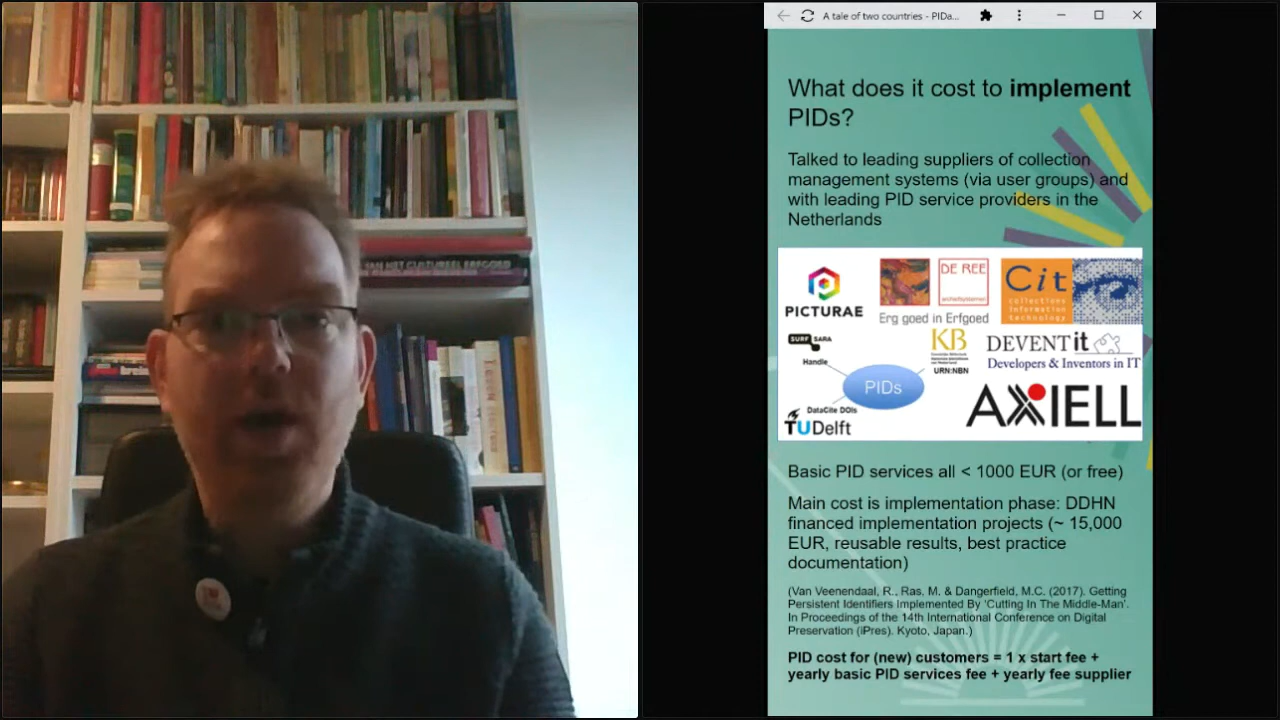 A tale of two countries - PIDa...
What does it cost to implement
PIDs?
Talked to leading suppliers of collection
management systems (via user groups) and
with leading PID service providers in the
Netherlands
PICTURAE
DE REE
archiefsystemen
Erg goed in Erfgoed
Cit
collections
information
technology
SURF SARA
Handle
KB
URN:NBN
DEVENTit
Developers & Inventors in IT
PIDs
DataCite DOIs
TUDelft
AXIELL
Basic PID services all < 1000 EUR (or free)
Main cost is implementation phase: DDHN
financed implementation projects (~ 15,000
EUR, reusable results, best practice
documentation)
(Van Veenendaal, R., Ras, M. & Dangerfield, M.C. (2017). Getting
Persistent Identifiers Implemented By 'Cutting In The Middle-Man'.
In Proceedings of the 14th International Conference on Digital
Preservation (iPres). Kyoto, Japan.)
PID cost for (new) customers = 1 x start fee +
yearly basic PID services fee + yearly fee supplier